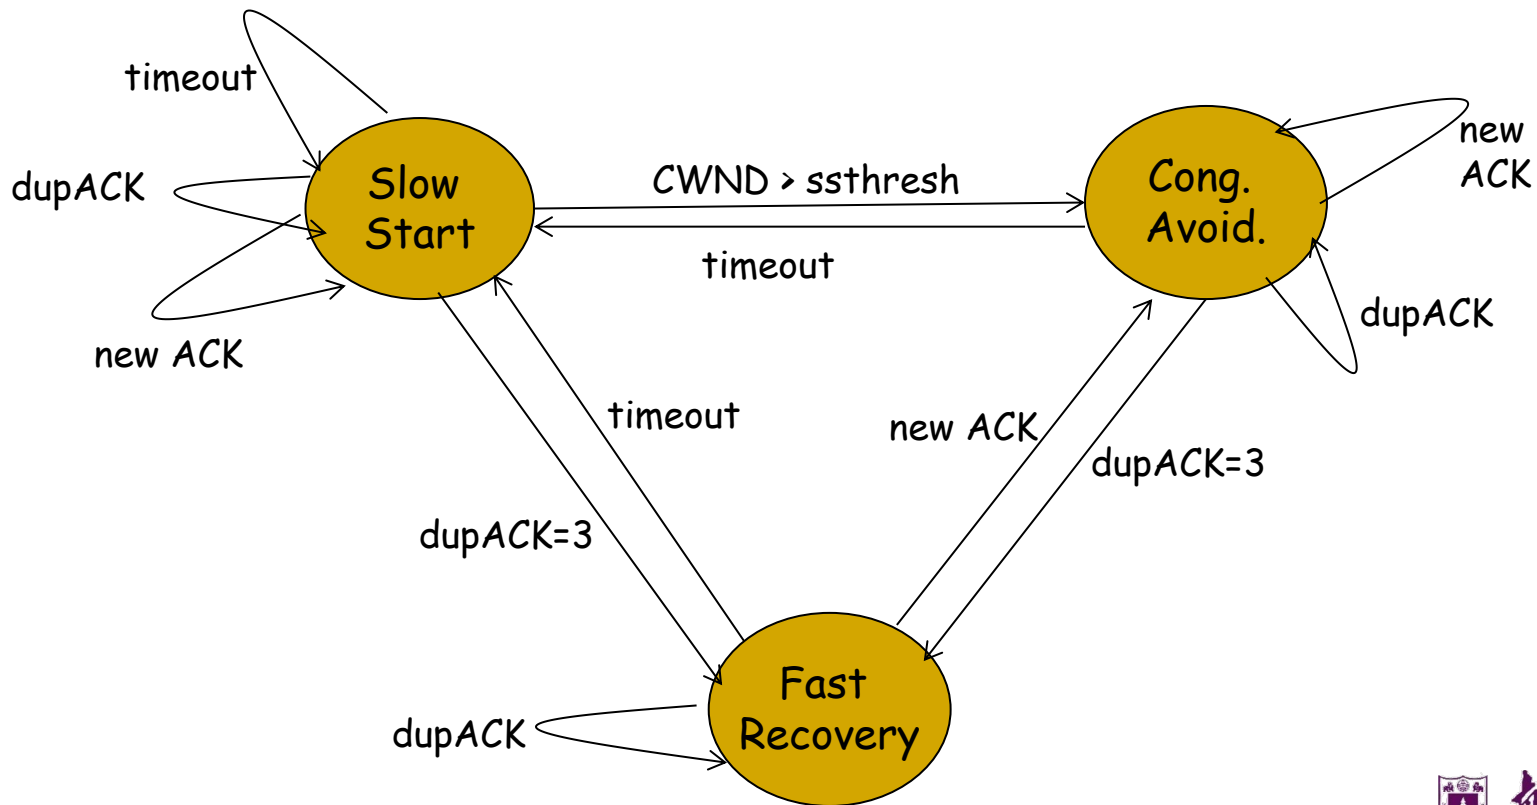 timeout
dupACK
Slow
Start
new ACK
CWND > ssthresh
timeout
Cong.
Avoid.
new
ACK
dupACK
timeout
new ACK
dupACK=3
dupACK=3
Fast
Recovery
dupACK